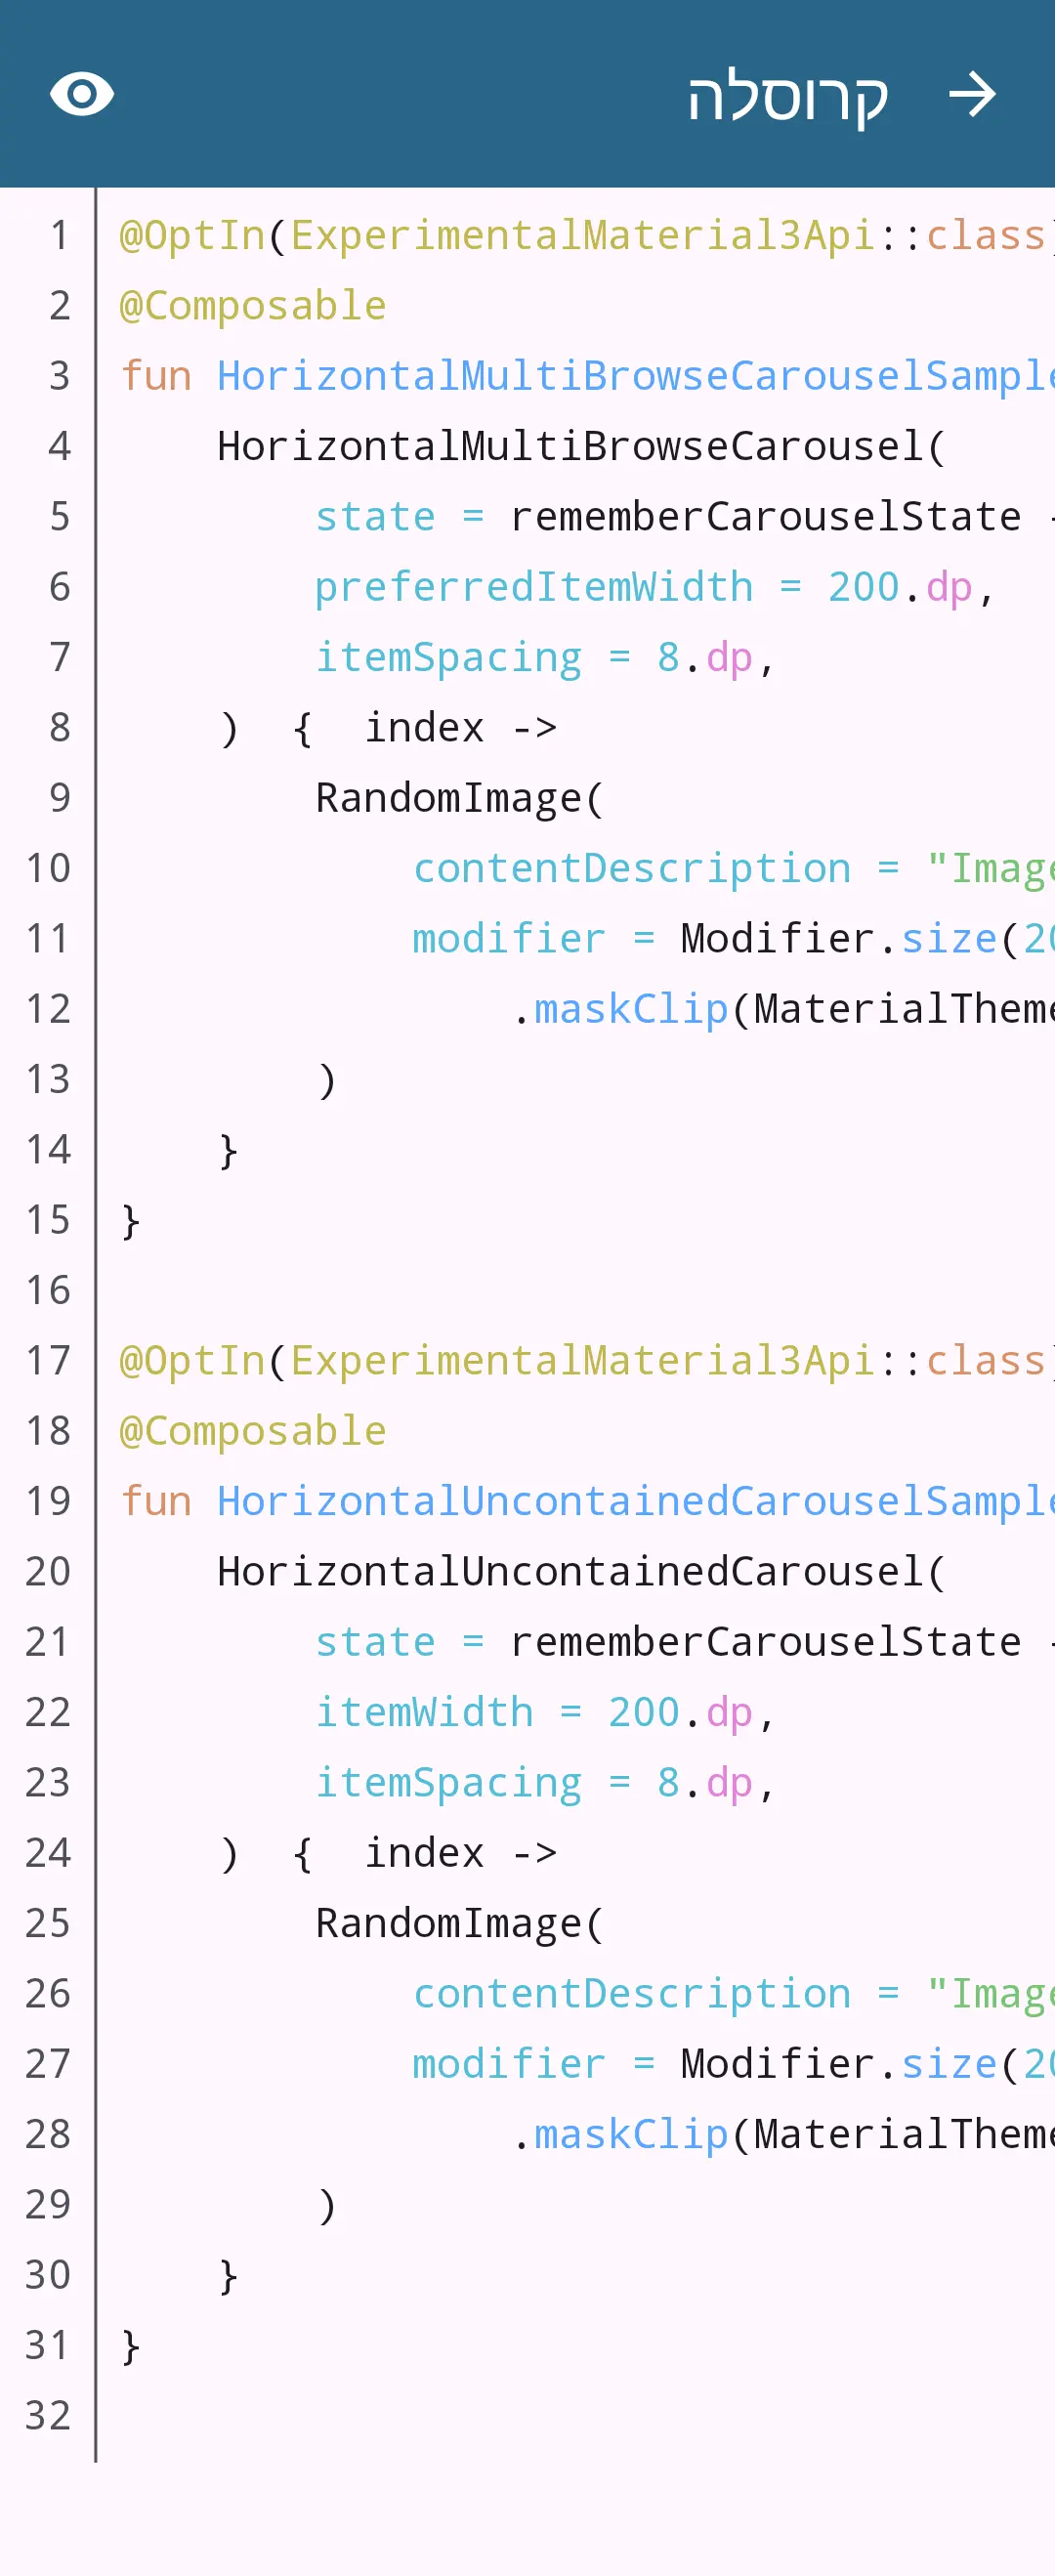 קרוסלה
1 @OptIn(ExperimentalMaterial3Api::class)
2 @Composable
3 fun HorizontalMultiBrowseCarouselSample
4     HorizontalMultiBrowseCarousel(
5         state = rememberCarouselState
6         preferredItemWidth = 200.dp,
7         itemSpacing = 8.dp,
8     )  {  index ->
9         RandomImage(
10             contentDescription = "Image
11             modifier = Modifier.size(20
12                 .maskClip(MaterialTheme
13         )
14     }
15 }
16
17 @OptIn(ExperimentalMaterial3Api::class)
18 @Composable
19 fun HorizontalUncontainedCarouselSample
20     HorizontalUncontainedCarousel(
21         state = rememberCarouselState
22         itemWidth = 200.dp,
23         itemSpacing = 8.dp,
24     )  {  index ->
25         RandomImage(
26             contentDescription = "Image
27             modifier = Modifier.size(20
28                 .maskClip(MaterialTheme
29         )
30     }
31 }
32